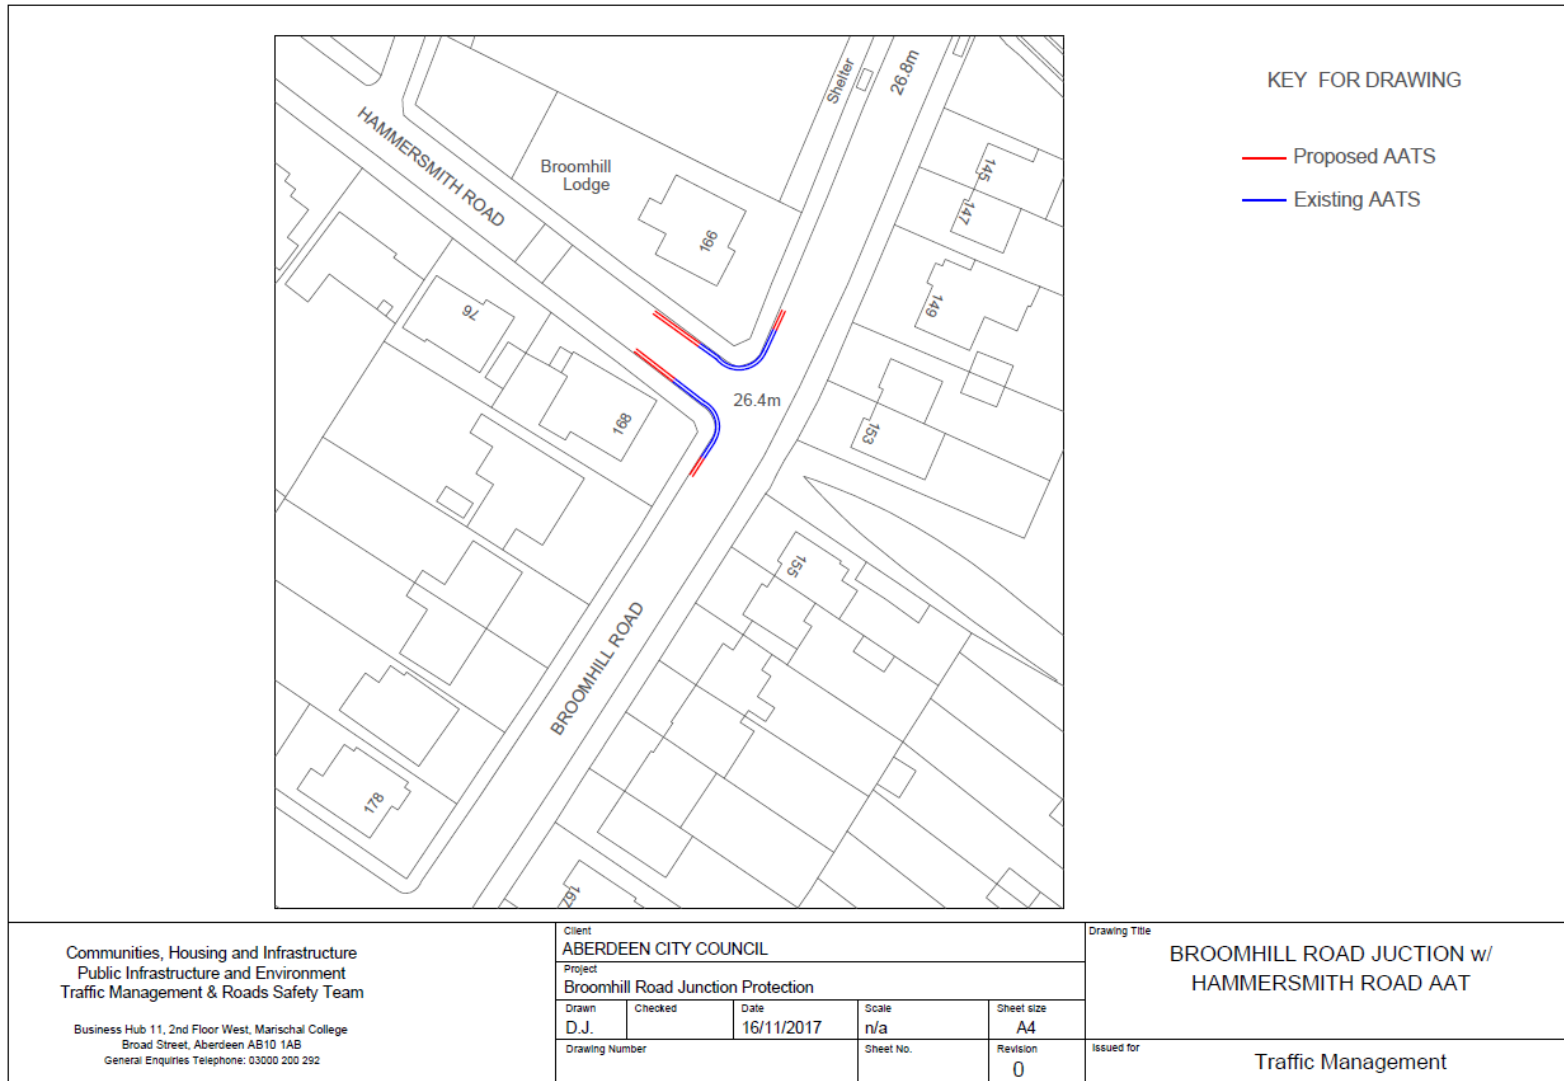 KEY FOR DRAWING
Proposed AATS
Existing AATS
HAMMERSMITH ROAD
Broomhill
Lodge
Shelter
26.8m
166
145
147
149
76
168
26.4m
153
155
BROOMHILL ROAD
178
167
Communities, Housing and Infrastructure
Public Infrastructure and Environment
Traffic Management & Roads Safety Team
Business Hub 11, 2nd Floor West, Marischal College
Broad Street, Aberdeen AB10 1AB
General Enquiries Telephone: 03000 200 292
Client
ABERDEEN CITY COUNCIL
Project
Broomhill Road Junction Protection
Drawn
D.J.
Checked
Date
16/11/2017
Scale
n/a
Sheet size
A4
Drawing Number
Sheet No.
Revision
0
Drawing Title
BROOMHILL ROAD JUCTION w/
HAMMERSMITH ROAD AAT
Issued for
Traffic Management